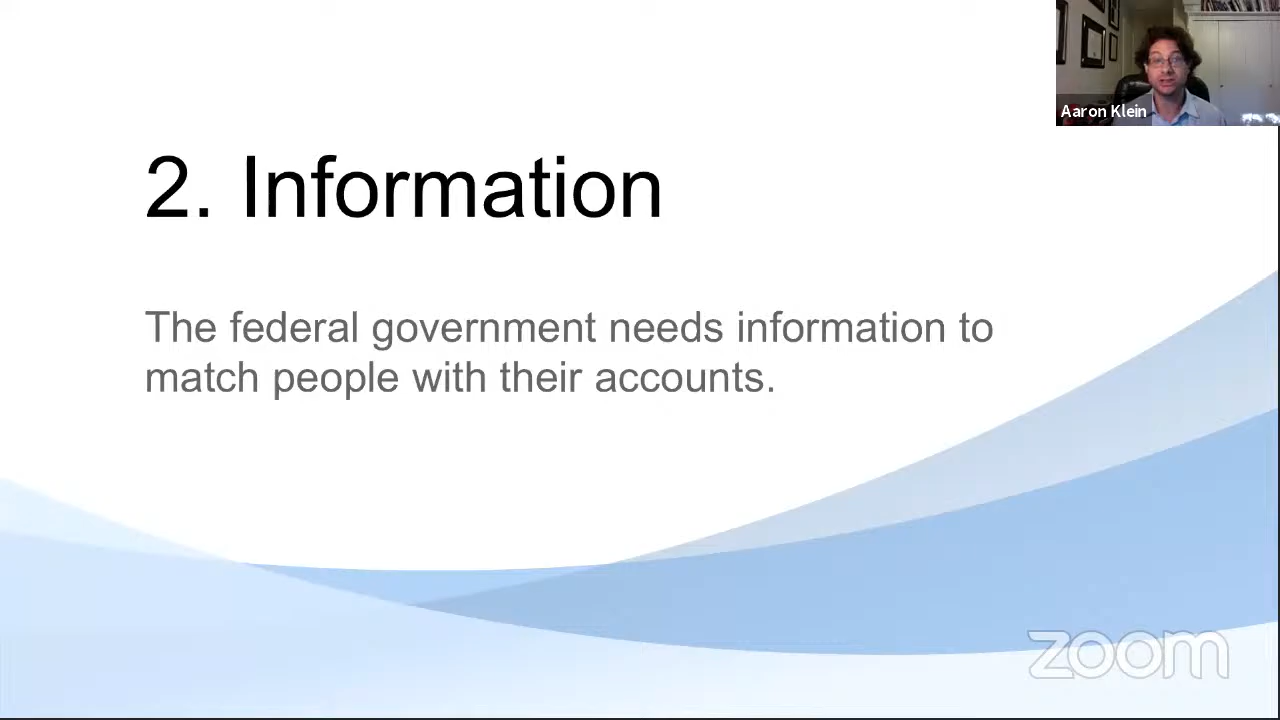 Aaron Klein
2. Information
The federal government needs information to
match people with their accounts.
zoom